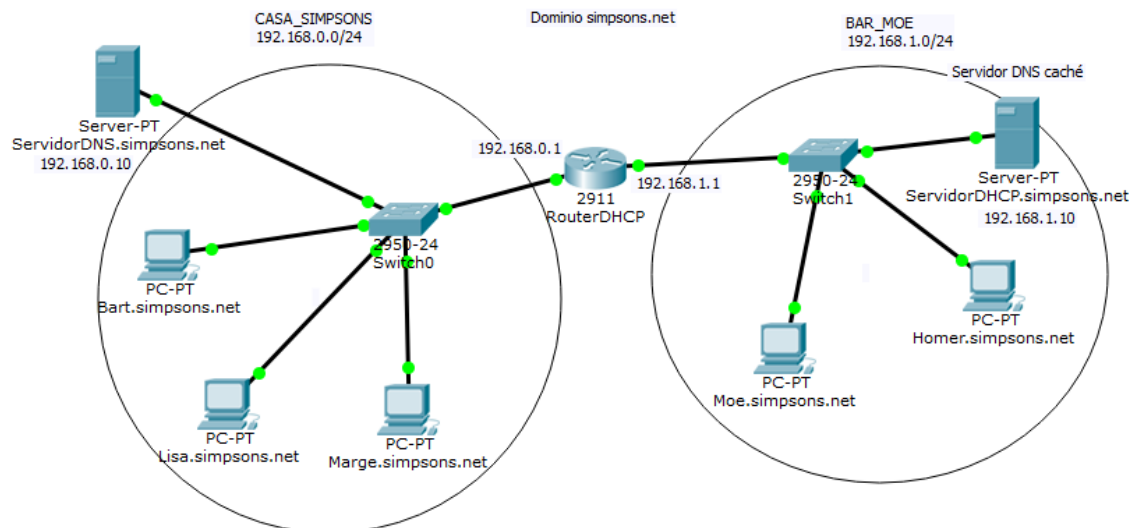 CASA_SIMPSONS
192.168.0.0/24
Dominio simpsons.net
BAR_MOE
192.168.1.0/24
Servidor DNS caché
Server-PT
ServidorDNS.simpsons.net
192.168.0.10
192.168.0.1
2911
RouterDHCP
192.168.1.1
2950-24
Switch1
Server-PT
ServidorDHCP.simpsons.net
192.168.1.10
2950-24
Switch0
PC-PT
Bart.simpsons.net
PC-PT
Homer.simpsons.net
PC-PT
Moe.simpsons.net
PC-PT
Lisa.simpsons.net
PC-PT
Marge.simpsons.net